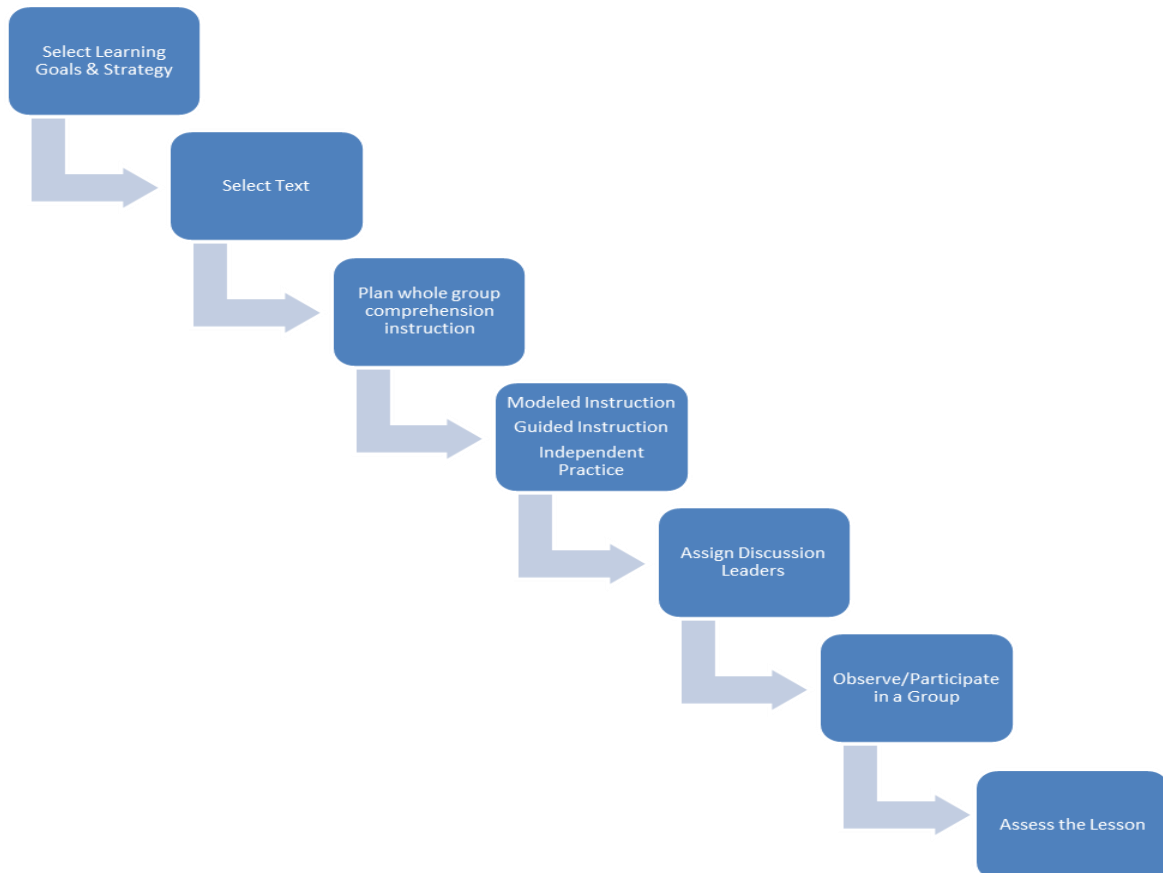 Select Learning
Goals & Strategy
Select Text
Plan whole group
comprehension
instruction
Modeled Instruction
Guided Instruction
Independent
Practice
Assign Discussion
Leaders
Observe/Participate
in a Group
Assess the Lesson